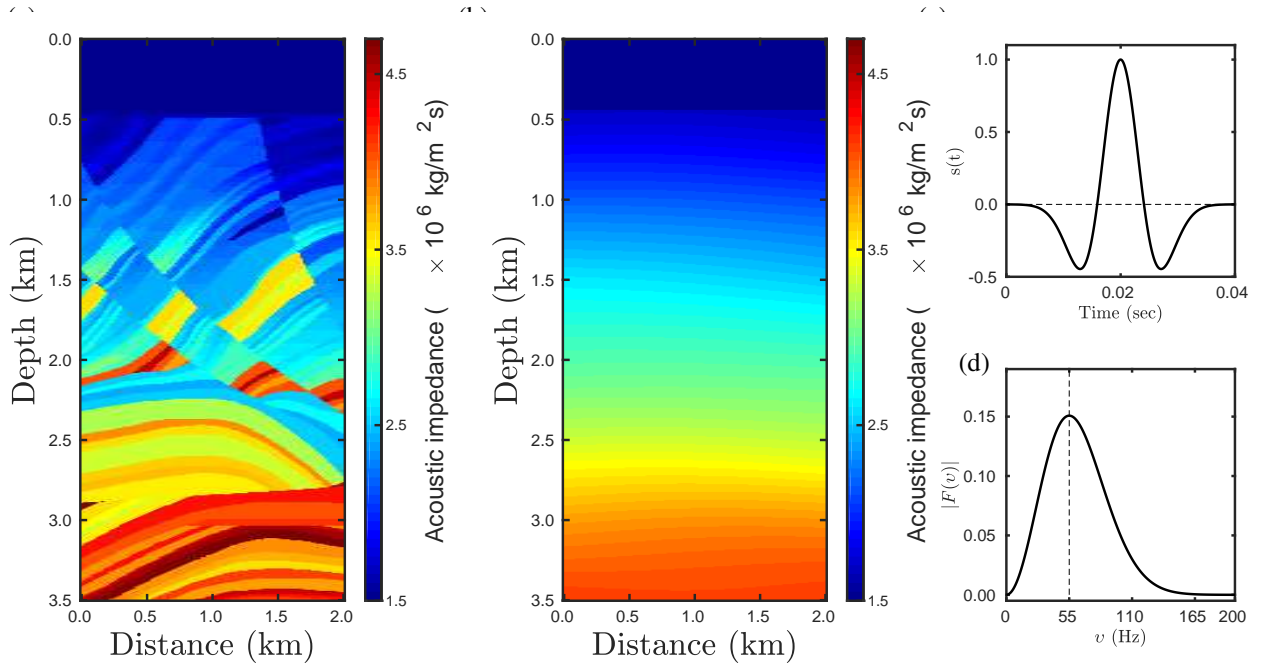 0.0
0.5
1.0
1.5
2.0
2.5
3.0
3.5
Depth (km)
0.0 0.5 1.0 1.5 2.0
Distance (km)
4.5
3.5
2.5
1.5
Acoustic impedance ( × 10 6 kg/m 2s)
0.0
0.5
1.0
1.5
2.0
2.5
3.0
3.5
Depth (km)
0.0 0.5 1.0 1.5 2.0
Distance (km)
4.5
3.5
2.5
1.5
Acoustic impedance ( × 10 6 kg/m 2s)
1.0
0.5
0.0
-0.5
s(t)
0 0.02 0.04
Time (sec)
(d)
0.15
0.10
0.05
0.00
|F(υ)|
0 55 110 165 200
υ (Hz)